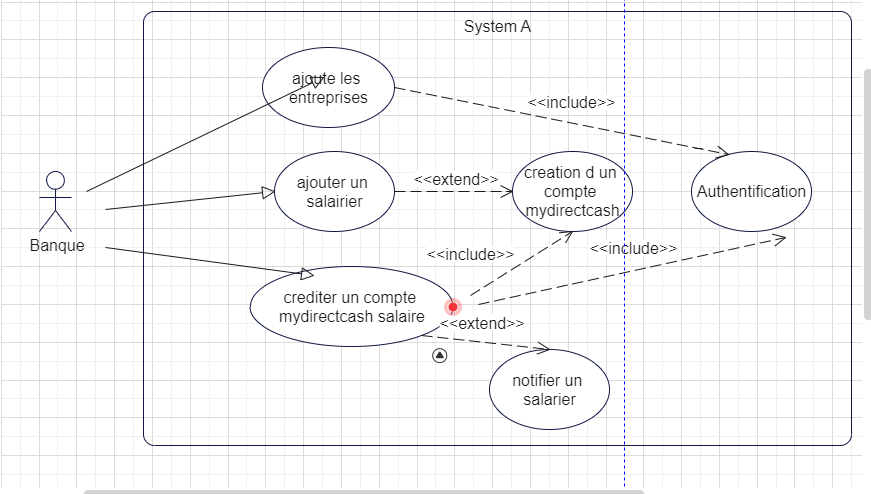 System A
ajoute les
entreprises
<<include>>
ajouter un
salairier
<<extend>>
creation d un
compte
mydirectcash
Authentification
Banque
<<include>>
<<include>>
crediter un compte
mydirectcash salaire
<<extend>>
notifier un
salarier